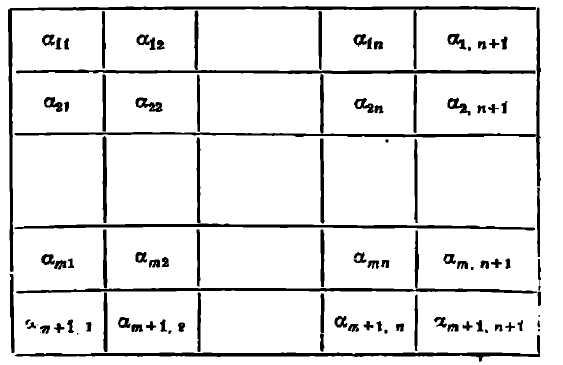 α₁₁ α₁₂ α₁ₙ α₁, ₙ₊₁
α₂₁ α₂₂ α₂ₙ α₂, ₙ₊₁
αₘ₁ αₘ₂ αₘₙ αₘ, ₙ₊₁
αₘ₊₁, ₁ αₘ₊₁, ₂ αₘ₊₁, ₙ αₘ₊₁, ₙ₊₁